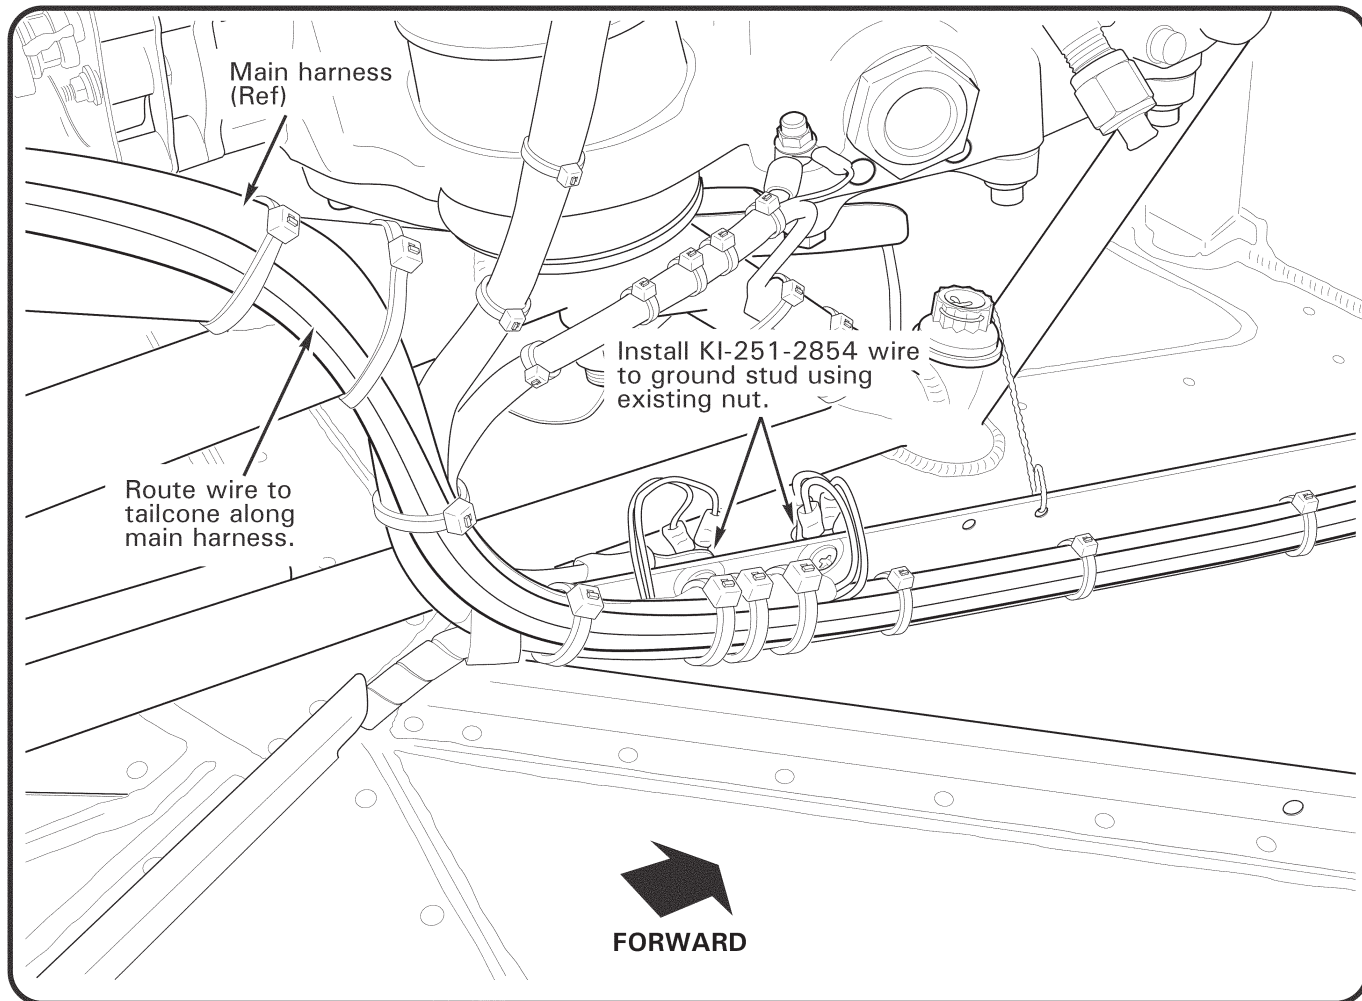 Main harness
(Ref)
Install KI-251-2854 wire
to ground stud using
existing nut.
Route wire to
tailcone along
main harness.
FORWARD